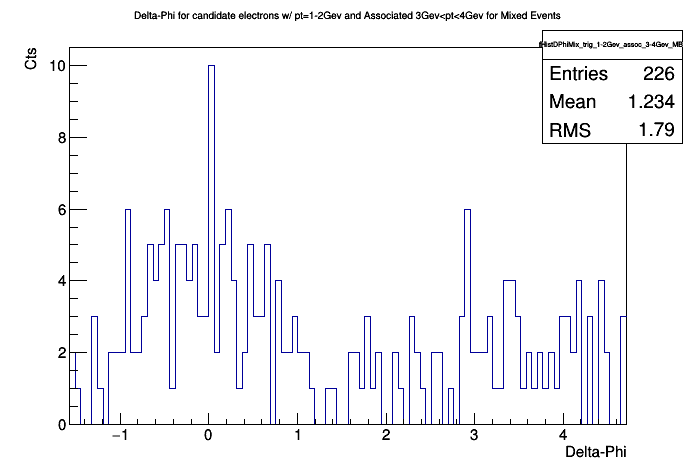 Delta-Phi for candidate electrons w/ pt=1-2Gev and Associated 3Gev<pt<4Gev for Mixed Events
Cts
HistDPhiMix_trig_1-2Gev_assoc_3-4Gev_MB
Entries 226
Mean 1.234
RMS 1.79
10
8
6
4
2
0
−1 0 1 2 3 4
Delta-Phi